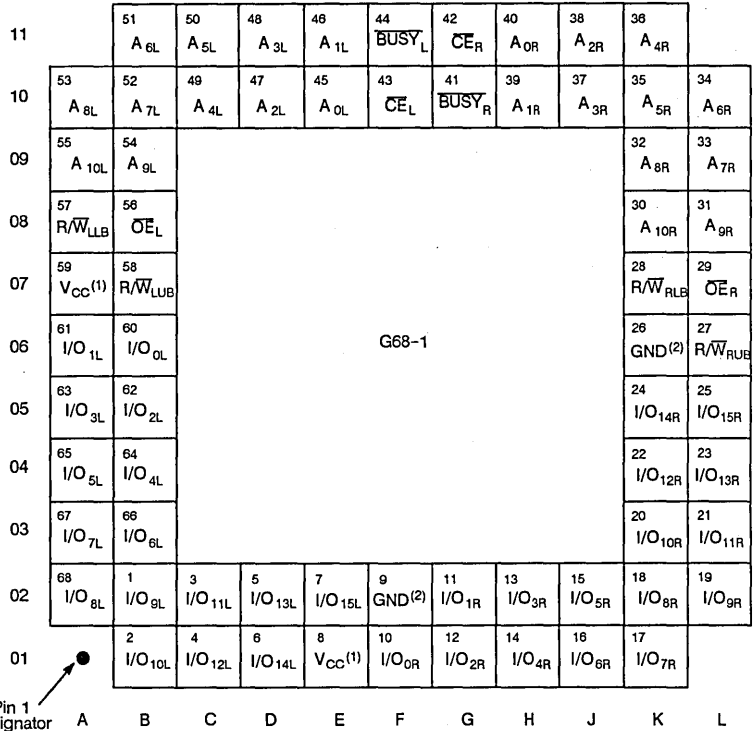 11 51 50 48 46 44 42 40 38 36
A6L A5L A3L A1L BUSYL CER A0R A2R A4R
10 53 52 49 47 45 43 41 39 37 35 34
A8L A7L A4L A2L A0L CEL BUSYR A1R A3R A5R A6R
09 55 54 32 33
A10L A9L A8R A7R
08 57 56 30 31
R/WLLB OEL A10R A9R
07 59 58 28 29
VCC(1) R/WLUB R/WRLB OER
06 61 60 26 27
I/O1L I/O0L G68-1 GND(2) R/WRUB
05 63 62 24 25
I/O3L I/O2L I/O14R I/O15R
04 65 64 22 23
I/O5L I/O4L I/O12R I/O13R
03 67 66 20 21
I/O7L I/O6L I/O10R I/O11R
02 68 1 3 5 7 9 11 13 15 18 19
I/O8L I/O9L I/O11L I/O13L I/O15L GND(2) I/O1R I/O3R I/O5R I/O8R I/O9R
01 2 4 6 8 10 12 14 16 17
I/O10L I/O12L I/O14L VCC(1) I/O0R I/O2R I/O4R I/O6R I/O7R
in 1
ignator
A B C D E F G H J K L